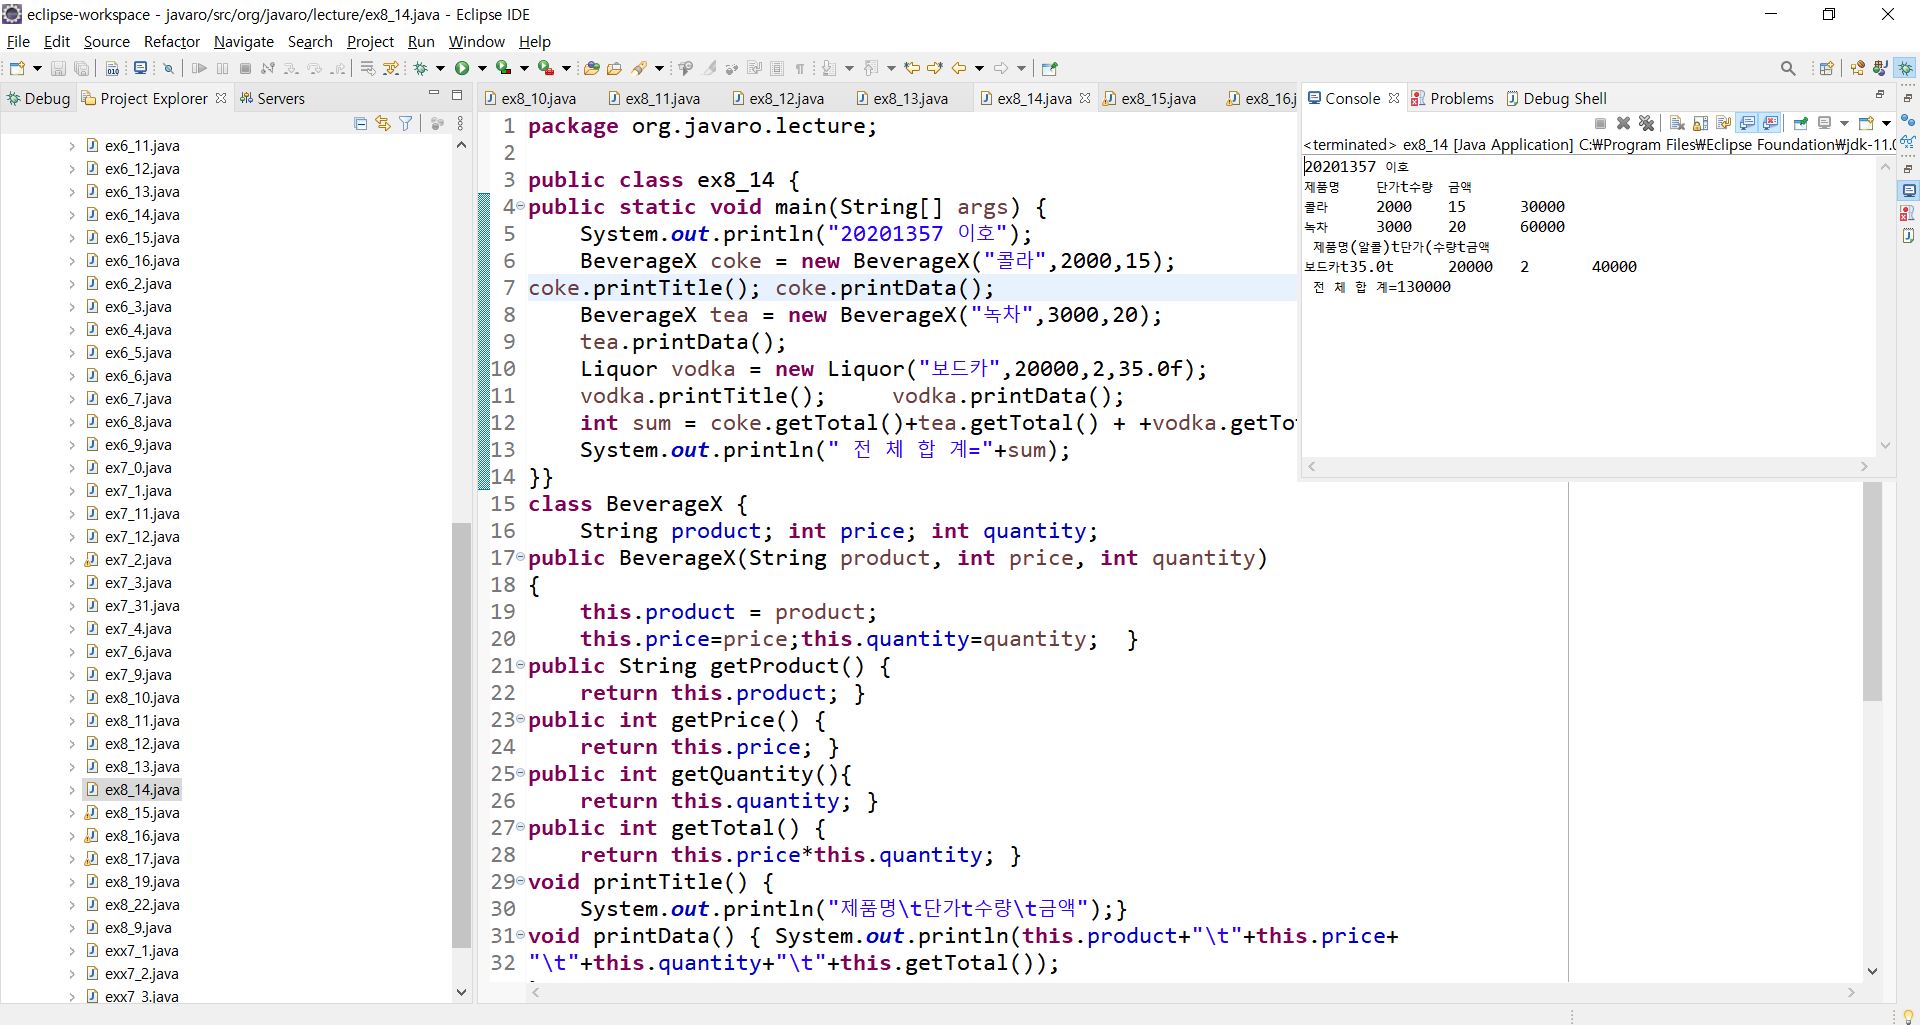 eclipse-workspace - javaro/src/org/javaro/lecture/ex8_14.java - Eclipse IDE
File Edit Source Refactor Navigate Search Project Run Window Help
Debug Project Explorer Servers
ex6_11.java
ex6_12.java
ex6_13.java
ex6_14.java
ex6_15.java
ex6_16.java
ex6_2.java
ex6_3.java
ex6_4.java
ex6_5.java
ex6_6.java
ex6_7.java
ex6_8.java
ex6_9.java
ex7_0.java
ex7_1.java
ex7_11.java
ex7_12.java
ex7_2.java
ex7_3.java
ex7_31.java
ex7_4.java
ex7_6.java
ex7_9.java
ex8_10.java
ex8_11.java
ex8_12.java
ex8_13.java
ex8_14.java
ex8_15.java
ex8_16.java
ex8_17.java
ex8_19.java
ex8_22.java
ex8_9.java
exx7_1.java
exx7_2.java
exx7_3.java
ex8_10.java ex8_11.java ex8_12.java ex8_13.java ex8_14.java ex8_15.java ex8_16.j
1 package org.javaro.lecture;
2
3 public class ex8_14 {
4 public static void main(String[] args) {
5 System.out.println("20201357 이호");
6 BeverageX coke = new BeverageX("콜라",2000,15);
7 coke.printTitle(); coke.printData();
8 BeverageX tea = new BeverageX("녹차",3000,20);
9 tea.printData();
10 Liquor vodka = new Liquor("보드카",20000,2,35.0f);
11 vodka.printTitle(); vodka.printData();
12 int sum = coke.getTotal()+tea.getTotal() + +vodka.getTo
13 System.out.println(" 전 체 합 계="+sum);
14 }}
15 class BeverageX {
16 String product; int price; int quantity;
17 public BeverageX(String product, int price, int quantity)
18 {
19 this.product = product;
20 this.price=price;this.quantity=quantity; }
21 public String getProduct() {
22 return this.product; }
23 public int getPrice() {
24 return this.price; }
25 public int getQuantity(){
26 return this.quantity; }
27 public int getTotal() {
28 return this.price*this.quantity; }
29 void printTitle() {
30 System.out.println("제품명\t단가t수량\t금액");}
31 void printData() { System.out.println(this.product+"\t"+this.price+
32 "\t"+this.quantity+"\t"+this.getTotal());
Console Problems Debug Shell
<terminated> ex8_14 [Java Application] C:₩Program Files₩Eclipse Foundation₩jdk-11.0
20201357 이호
제품명 단가t수량 금액
콜라 2000 15 30000
녹차 3000 20 60000
제품명(알콜)t단가(수량t금액
보드카t35.0t 20000 2 40000
전 체 합 계=130000